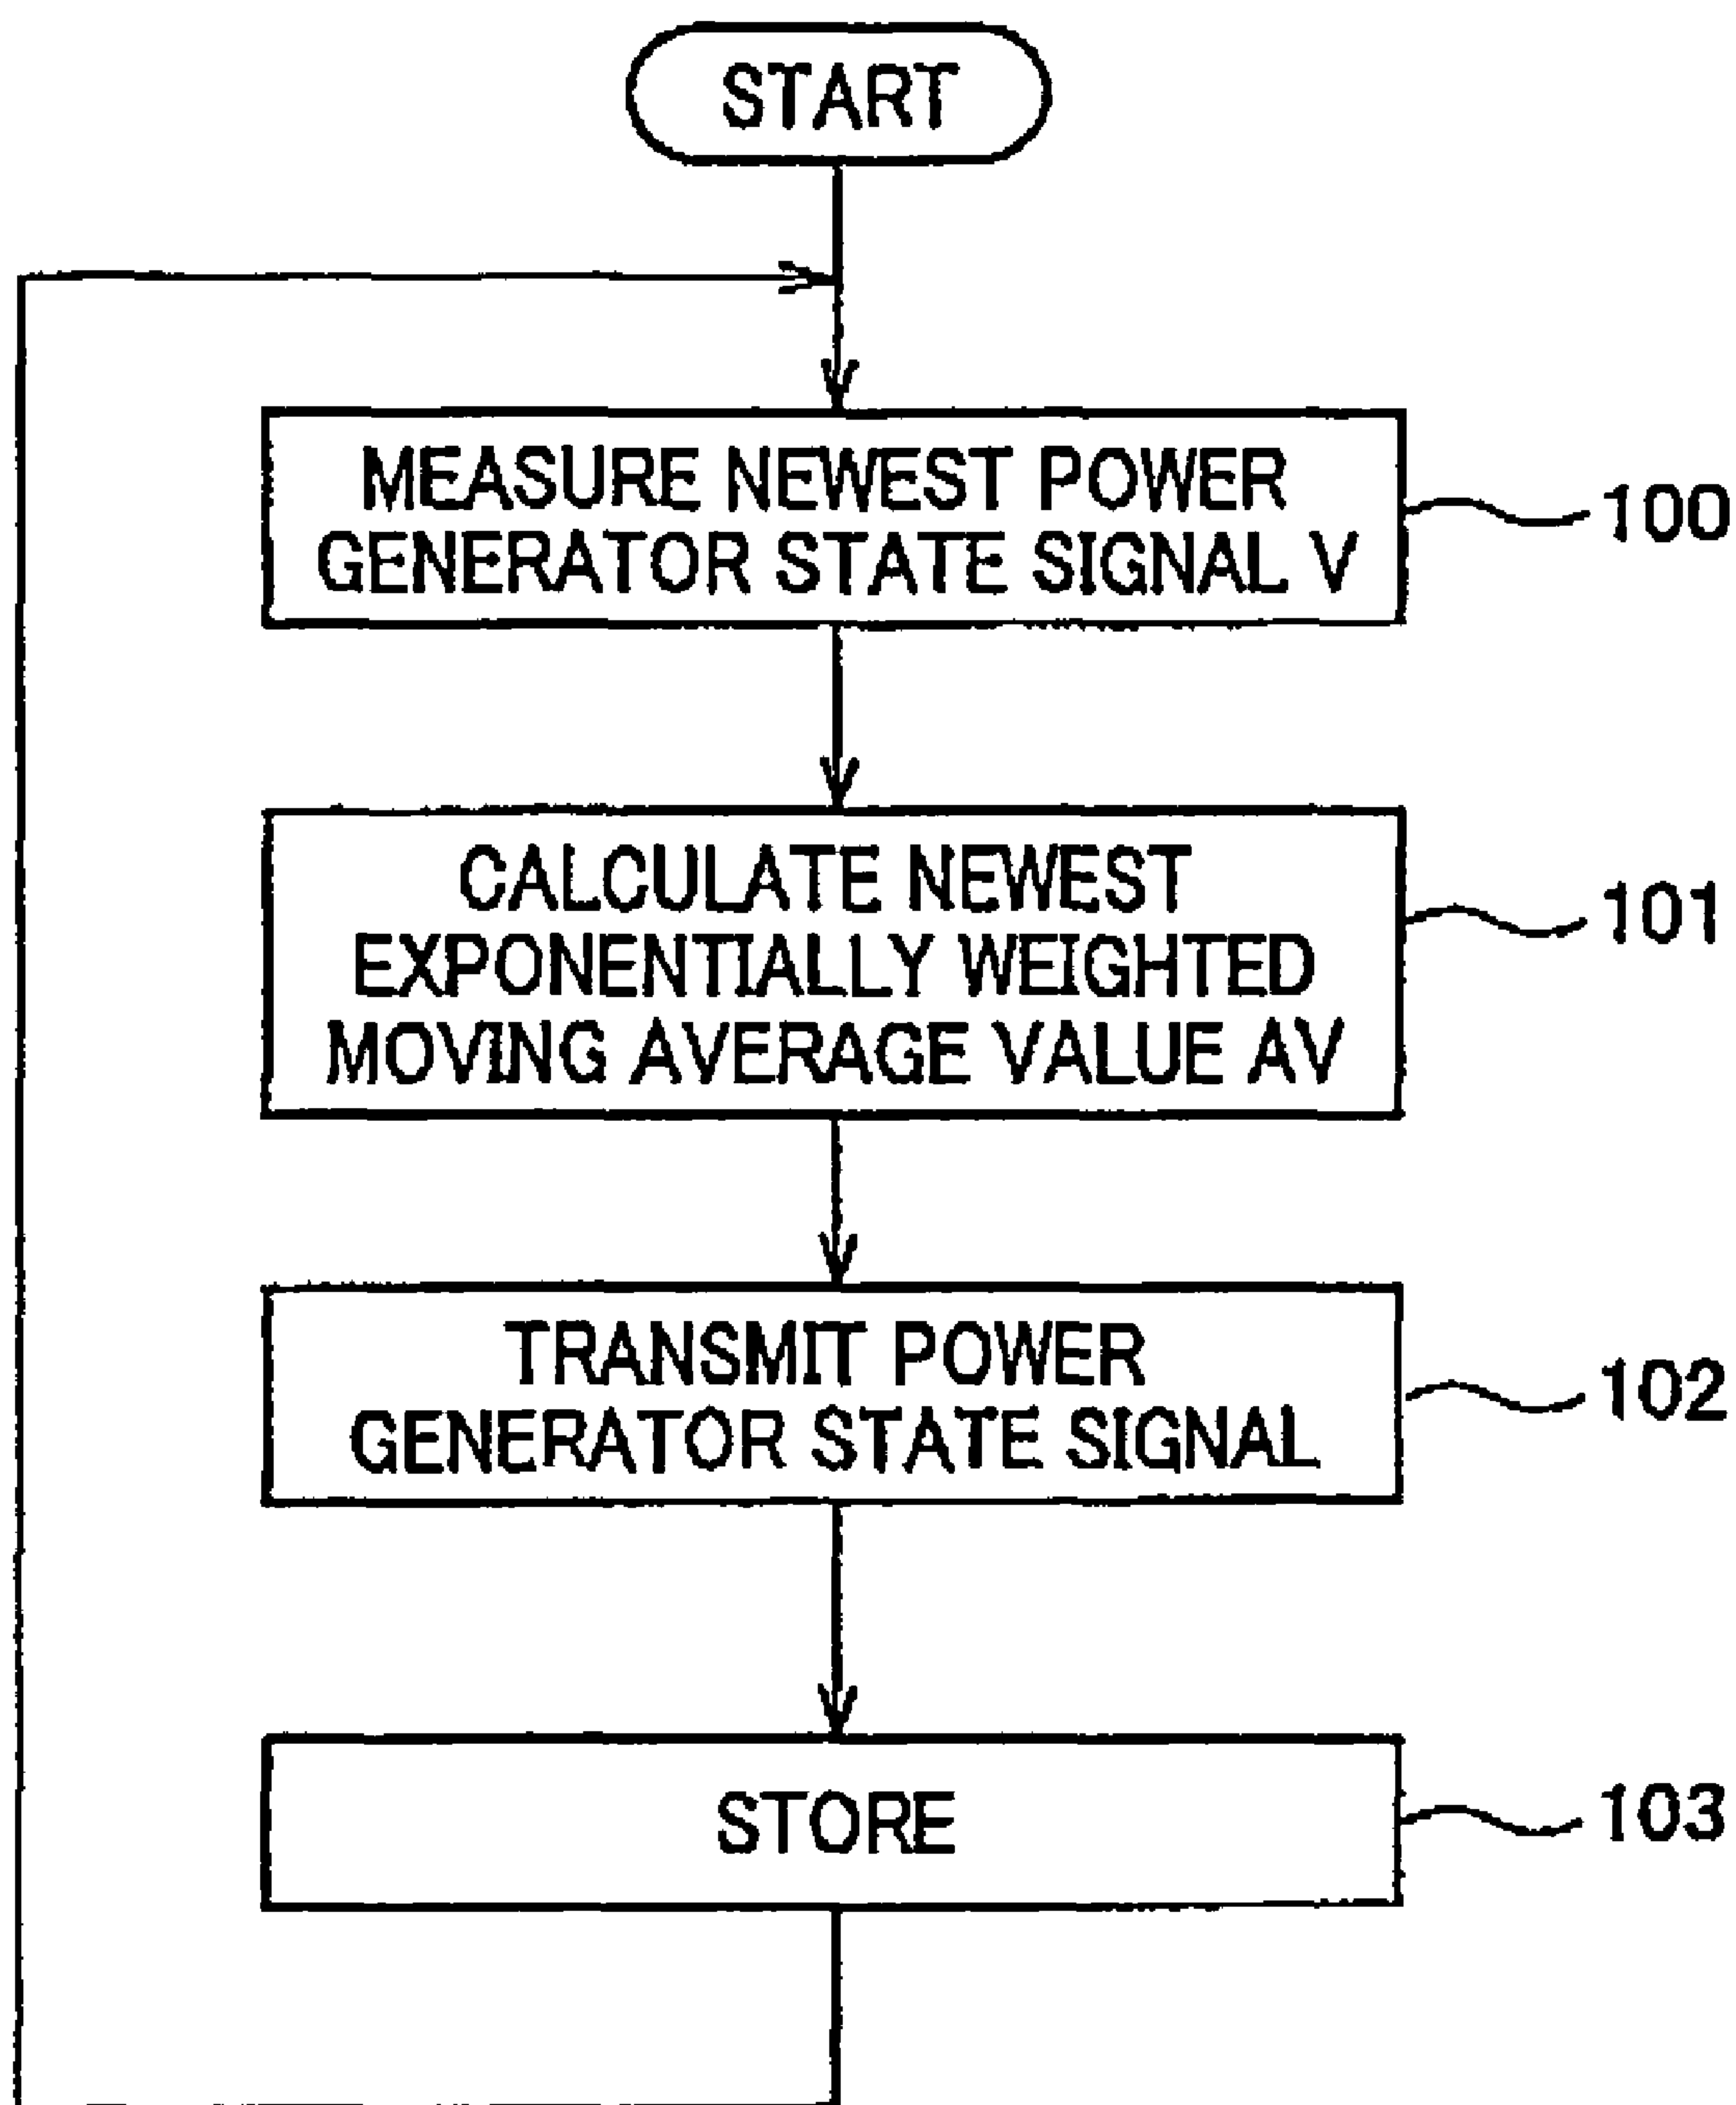 START
MEASURE NEWEST POWER
GENERATOR STATE SIGNAL V
100
CALCULATE NEWEST
EXPONENTIALLY WEIGHTED
MOVING AVERAGE VALUE AV
101
TRANSMIT POWER
GENERATOR STATE SIGNAL
102
STORE
103